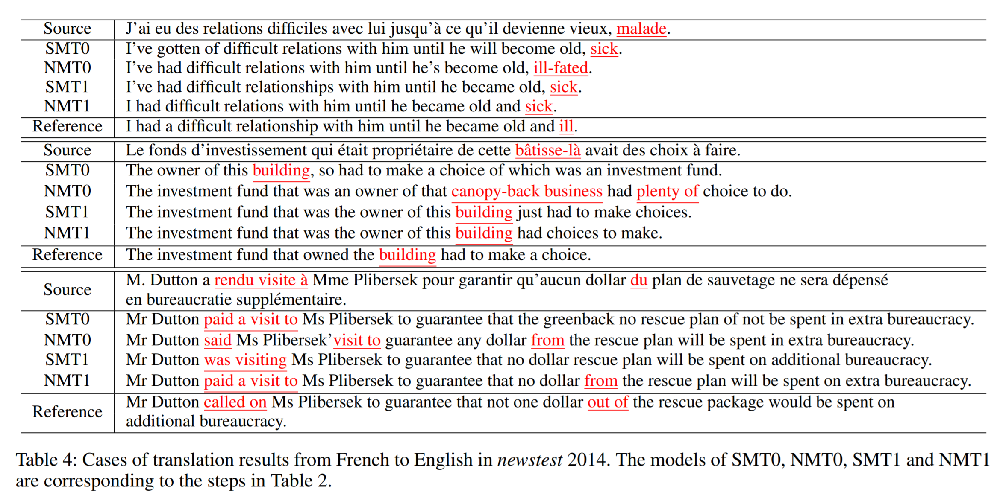 Source J’ai eu des relations difficiles avec lui jusqu’à ce qu’il devienne vieux, malade.
SMT0 I’ve gotten of difficult relations with him until he will become old, sick.
NMT0 I’ve had difficult relations with him until he’s become old, ill-fated.
SMT1 I’ve had difficult relationships with him until he became old, sick.
NMT1 I had difficult relations with him until he became old and sick.
Reference I had a difficult relationship with him until he became old and ill.
Source Le fonds d’investissement qui était propriétaire de cette bâtisse-là avait des choix à faire.
SMT0 The owner of this building, so had to make a choice of which was an investment fund.
NMT0 The investment fund that was an owner of that canopy-back business had plenty of choice to do.
SMT1 The investment fund that was the owner of this building just had to make choices.
NMT1 The investment fund that was the owner of this building had choices to make.
Reference The investment fund that owned the building had to make a choice.
Source M. Dutton a rendu visite à Mme Plibersek pour garantir qu’aucun dollar du plan de sauvetage ne sera dépensé
en bureaucratie supplémentaire.
SMT0 Mr Dutton paid a visit to Ms Plibersek to guarantee that the greenback no rescue plan of not be spent in extra bureaucracy.
NMT0 Mr Dutton said Ms Plibersek’visit to guarantee any dollar from the rescue plan will be spent in extra bureaucracy.
SMT1 Mr Dutton was visiting Ms Plibersek to guarantee that no dollar rescue plan will be spent on additional bureaucracy.
NMT1 Mr Dutton paid a visit to Ms Plibersek to guarantee that no dollar from the rescue plan will be spent on extra bureaucracy.
Reference Mr Dutton called on Ms Plibersek to guarantee that not one dollar out of the rescue package would be spent on
additional bureaucracy.
Table 4: Cases of translation results from French to English in newstest 2014. The models of SMT0, NMT0, SMT1 and NMT1
are corresponding to the steps in Table 2.